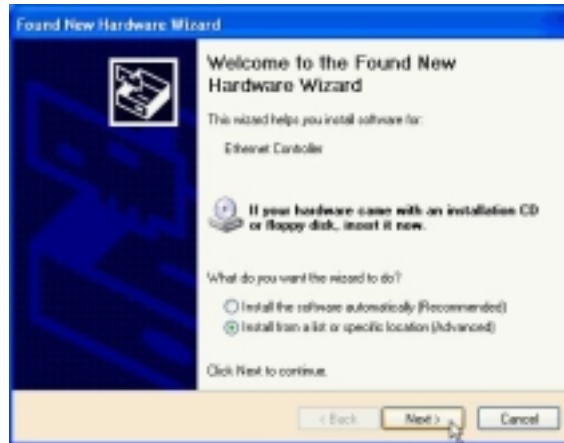 Found New Hardware Wizard
Welcome to the Found New
Hardware Wizard
This wizard helps you install software for:
Ethernet Controller
If your hardware came with an installation CD
or floppy disk, insert it now.
What do you want the wizard to do?
Install the software automatically (Recommended)
Install from a list or specific location (Advanced)
Click Next to continue.
< Back
Next >
Cancel